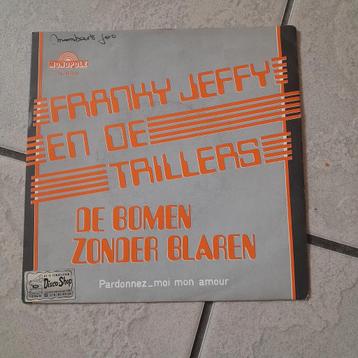 MONOPOLE
FRANKY JEFFY
EN DE
TRILLERS
DE BOMEN
ZONDER BLAREN
Pardonnez-moi mon amour
Disco Shop